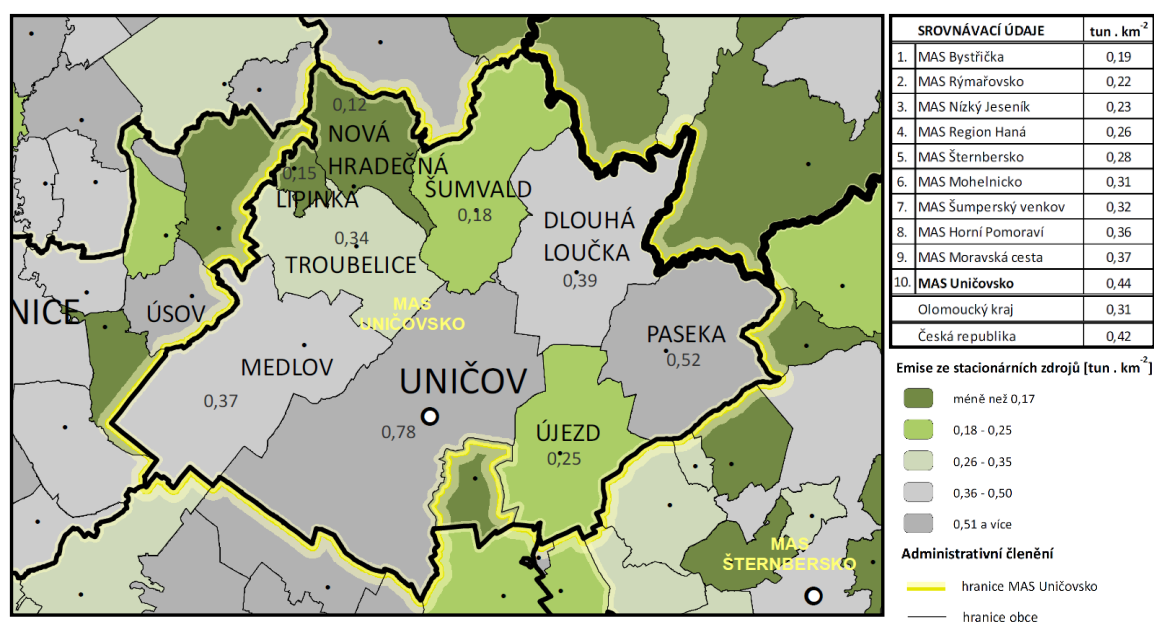 0,12
NOVÁ
HRADEČNÁ
0,15
LIPINKA
ŠUMVALD
0,18
DLOUHÁ
LOUČKA
0,39
0,34
TROUBELICE
MAS
UNIČOVSKO
NICE
ÚSOV
MEDLOV
0,37
PASEKA
0,52
UNIČOV
0,78
ÚJEZD
0,25
MAS
ŠTERNBERSKO
SROVNÁVACÍ ÚDAJE tun . km-2
1. MAS Bystřička 0,19
2. MAS Rýmařovsko 0,22
3. MAS Nízký Jeseník 0,23
4. MAS Region Haná 0,26
5. MAS Šternbersko 0,28
6. MAS Mohelnicko 0,31
7. MAS Šumperský venkov 0,32
8. MAS Horní Pomoraví 0,36
9. MAS Moravská cesta 0,37
10. MAS Uničovsko 0,44
Olomoucký kraj 0,31
Česká republika 0,42
Emise ze stacionárních zdrojů [tun . km-2]
méně než 0,17
0,18 - 0,25
0,26 - 0,35
0,36 - 0,50
0,51 a více
Administrativní členění
hranice MAS Uničovsko
hranice obce